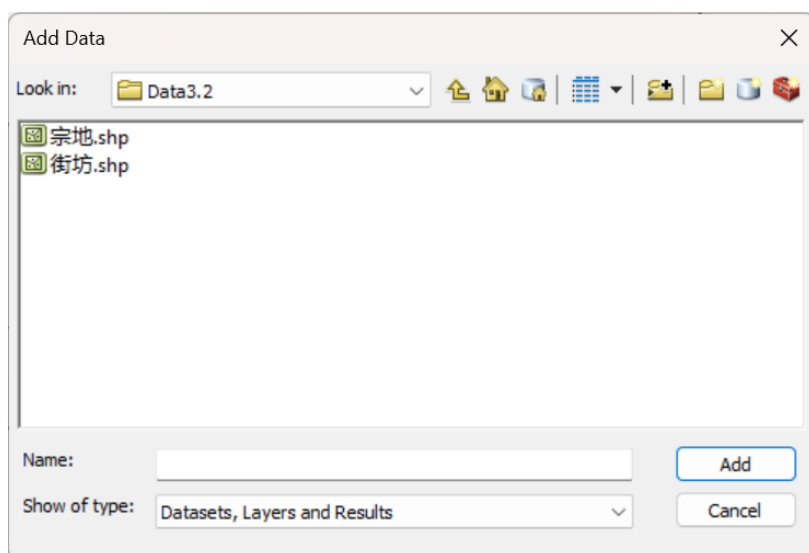 Add Data
Look in: Data3.2
宗地.shp
街坊.shp
Name: Add
Show of type: Datasets, Layers and Results Cancel